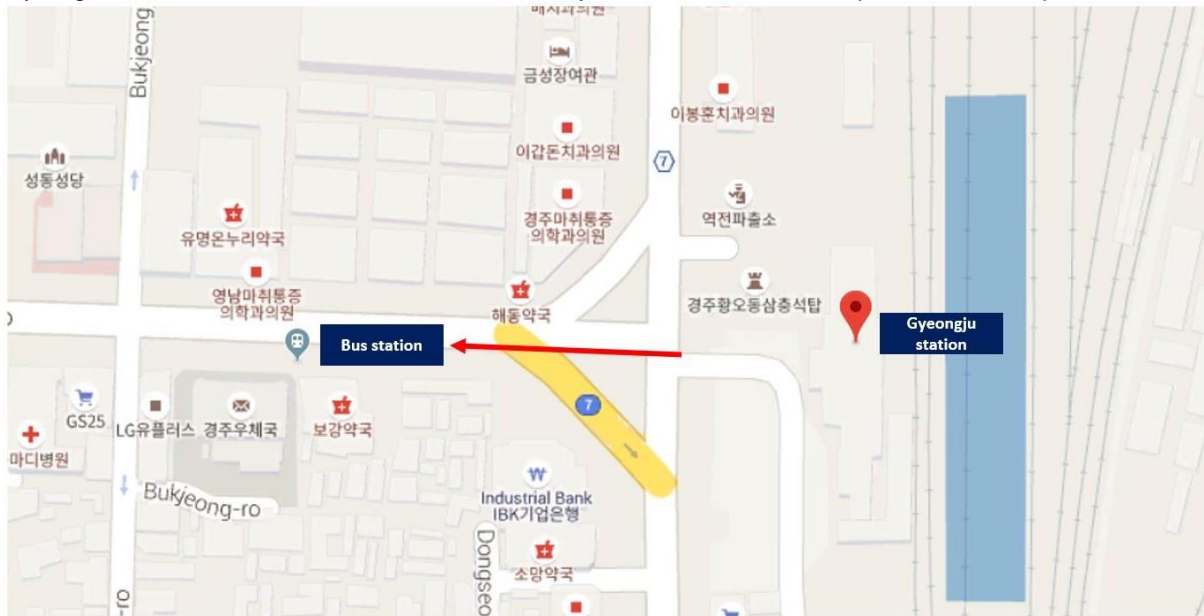 Bukjeong
금성장여관
이봉훈치과의원
이갑돈치과의원
7
성동성당
역전파출소
경주마취통증
의학과의원
유명온누리약국
영남마취통증
의학과의원
해동약국
경주황오동삼층석탑
Bus station
Gyeongju
station
7
GS25
LG유플러스
경주우체국
보강약국
마디병원
Bukjeong-ro
Industrial Bank
IBK기업은행
소망약국
Dongseo
-ro